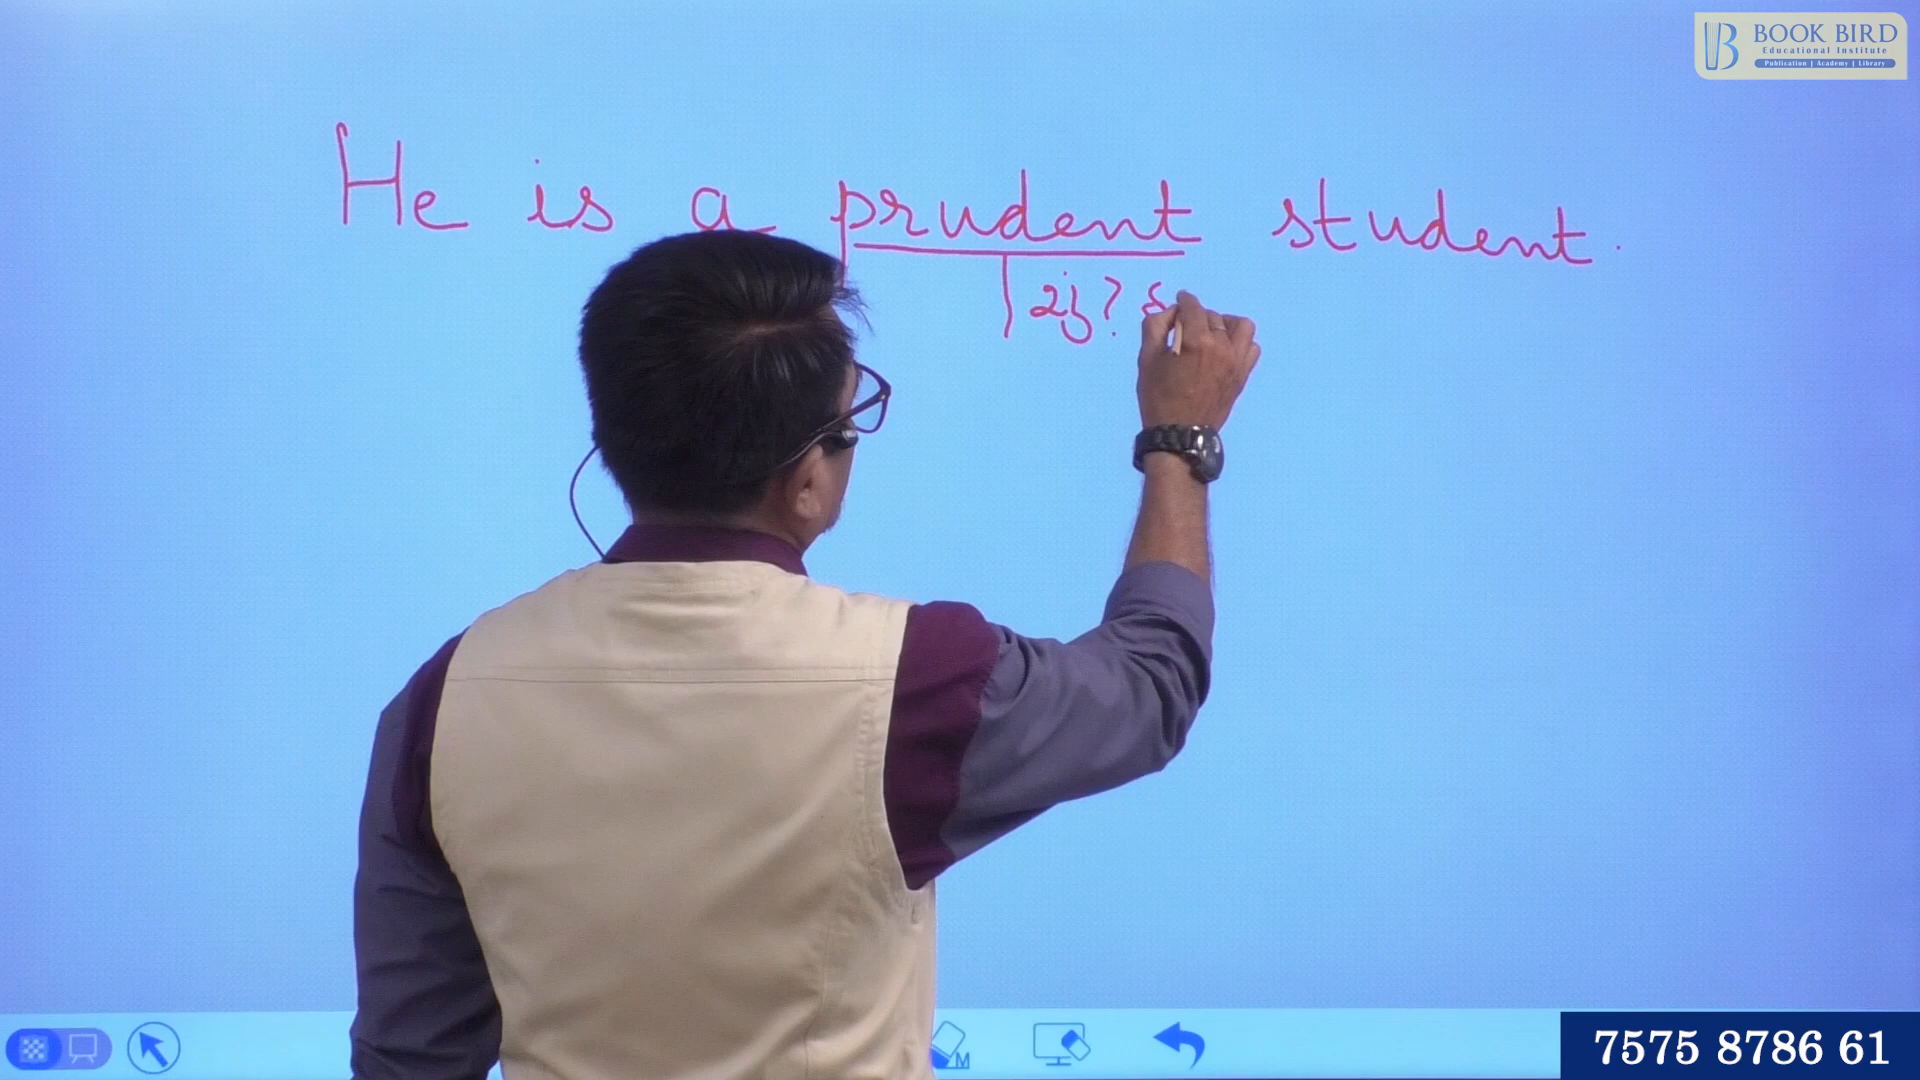 BOOK BIRD
Educational Institute
Publication | Academy | Library
He is a prudent student.
M
7575 8786 61